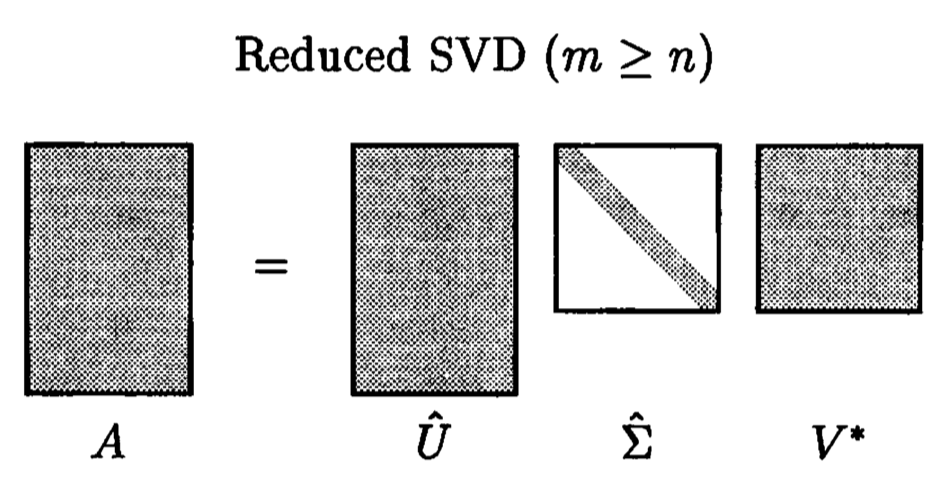 Reduced SVD (m ≥ n)
=
A Û Σ̂ V*